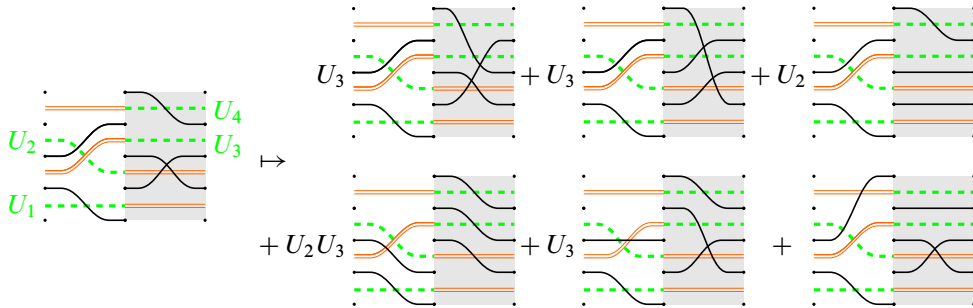 U₃ + U₃ + U₂
U₄
U₂ U₃
↦
U₁
+ U₂U₃ + U₃ +